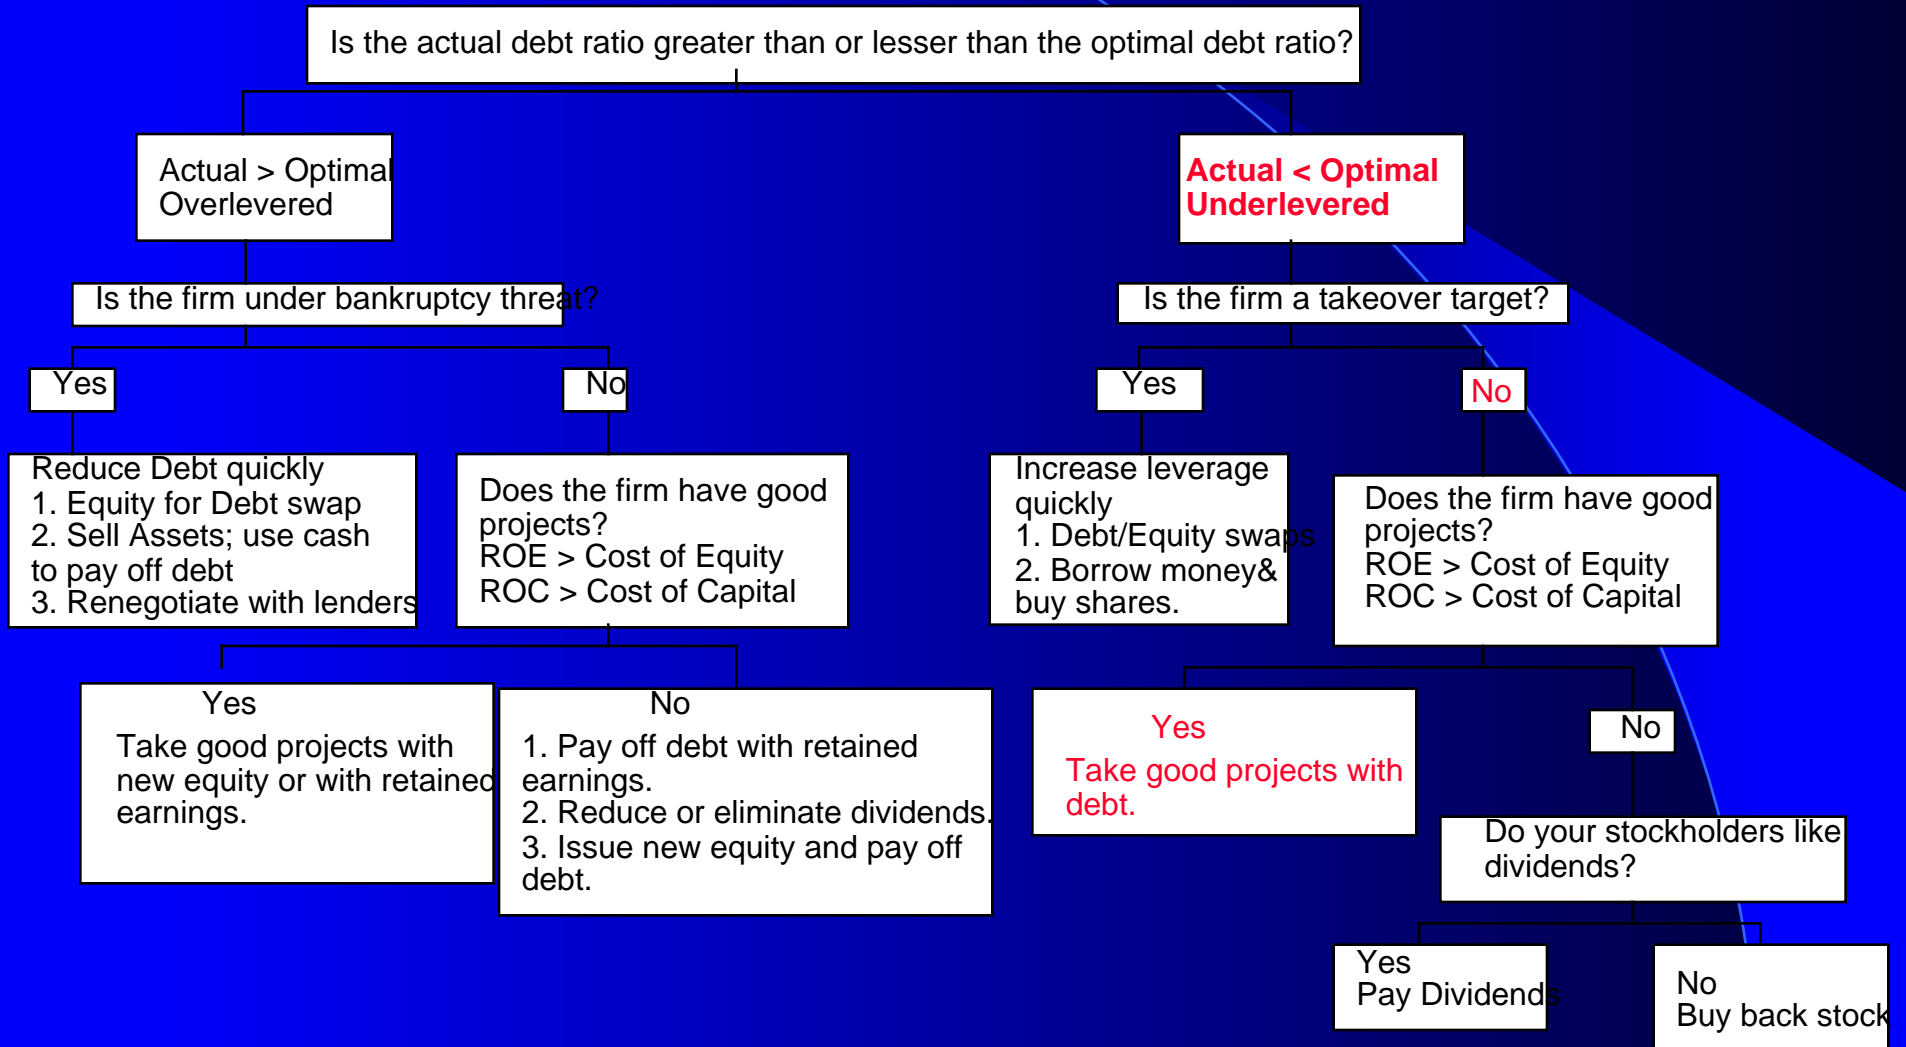 Is the actual debt ratio greater than or lesser than the optimal debt ratio?
Actual > Optimal
Overlevered
Actual < Optimal
Underlevered
Is the firm under bankruptcy threat?
Is the firm a takeover target?
Yes
No
Yes
No
Reduce Debt quickly
1. Equity for Debt swap
2. Sell Assets; use cash
to pay off debt
3. Renegotiate with lenders
Does the firm have good
projects?
ROE > Cost of Equity
ROC > Cost of Capital
Increase leverage
quickly
1. Debt/Equity swaps
2. Borrow money&
buy shares.
Does the firm have good
projects?
ROE > Cost of Equity
ROC > Cost of Capital
Yes
Take good projects with
new equity or with retained
earnings.
No
1. Pay off debt with retained
earnings.
2. Reduce or eliminate dividends.
3. Issue new equity and pay off
debt.
Yes
Take good projects with
debt.
No
Do your stockholders like
dividends?
Yes
Pay Dividends
No
Buy back stock